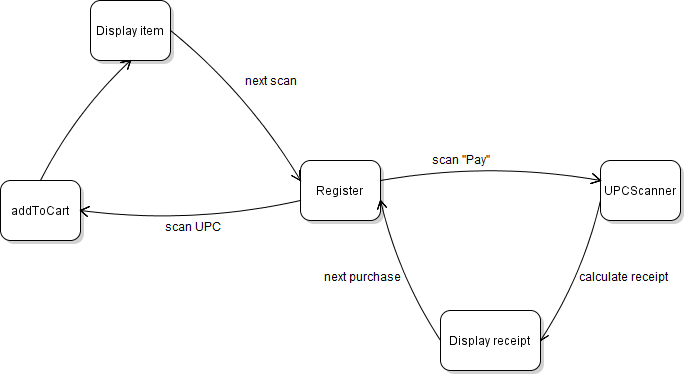 Display item
next scan
scan "Pay"
Register
UPCScanner
addToCart
scan UPC
next purchase
calculate receipt
Display receipt